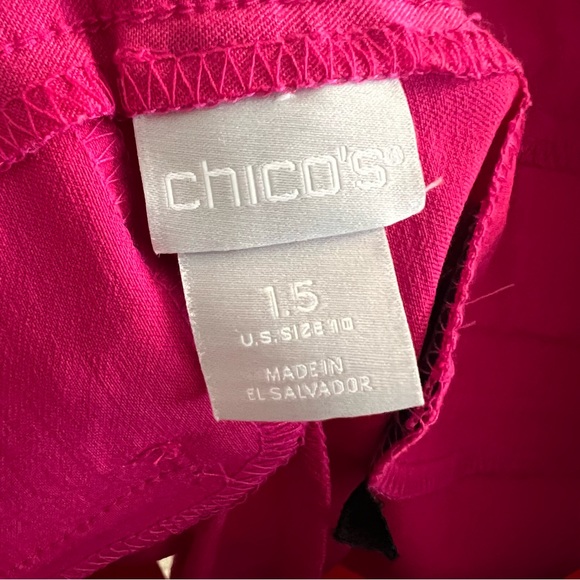 chico's®
1.5
U.S. SIZE 10
MADE IN
EL SALVADOR